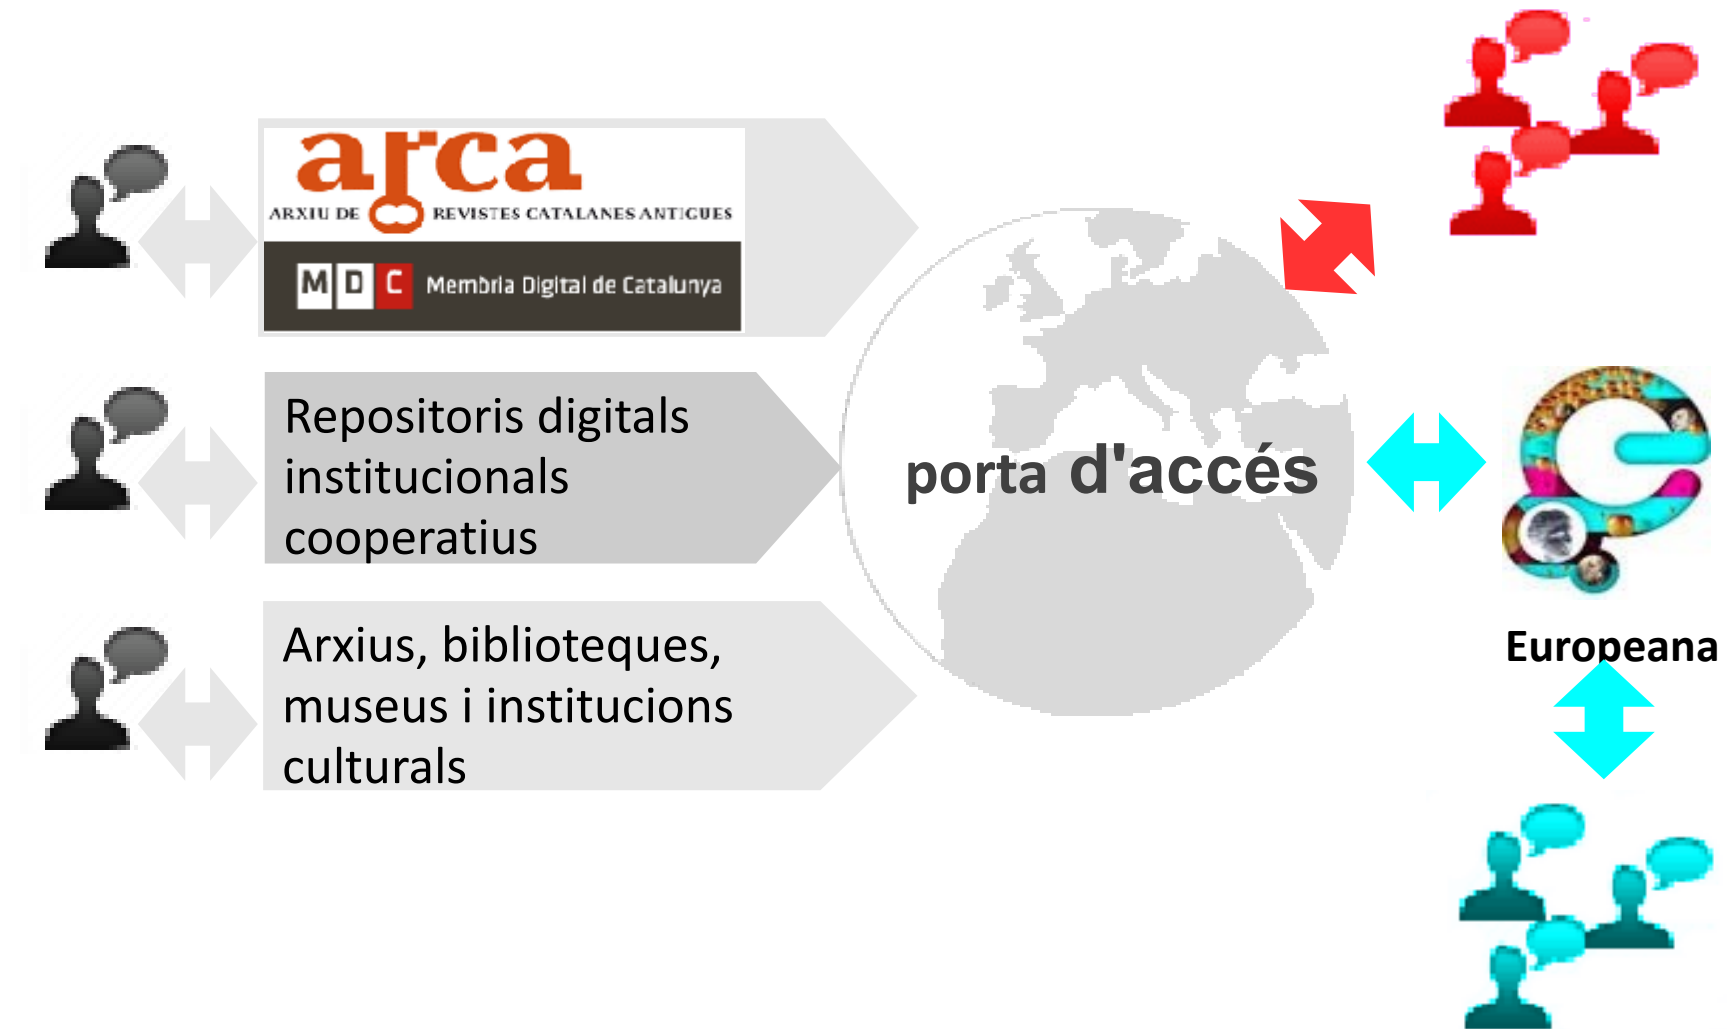 arca
ARXIU DE REVISTES CATALANES ANTIGUES
MDC Membria Digital de Catalunya
Repositoris digitals
institucionals
cooperatius
porta d'accés
Europeana
Arxius, biblioteques,
museus i institucions
culturals